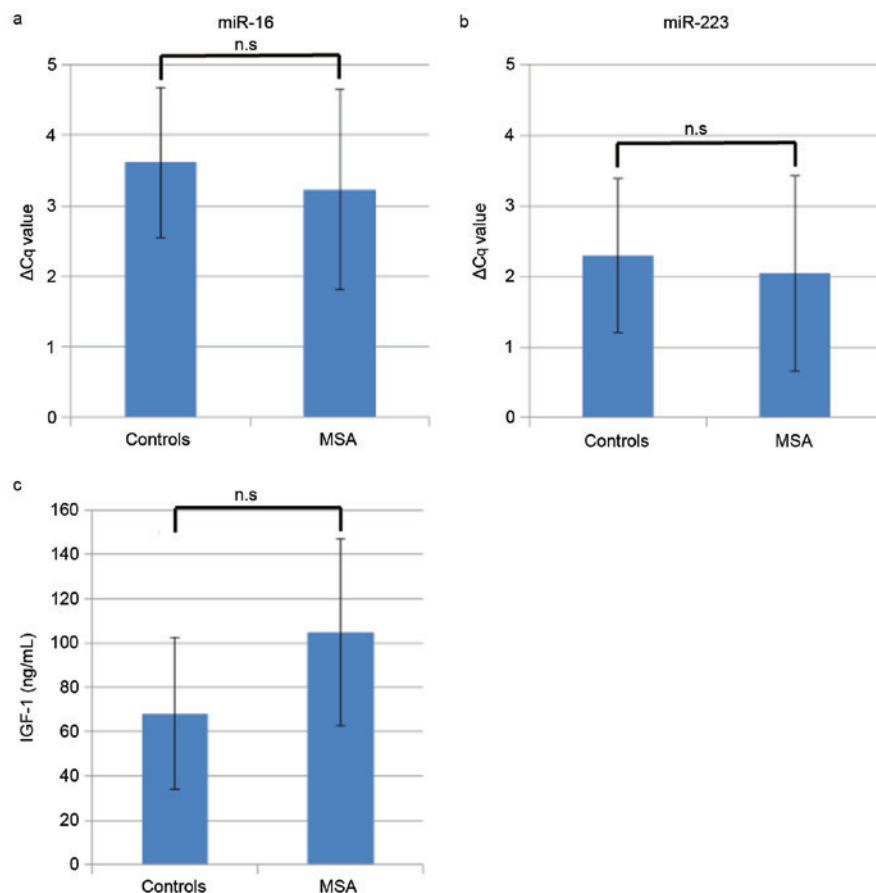 a
miR-16
n.s
5
4
3
2
1
0
ΔCq value
Controls MSA
b
miR-223
n.s
5
4
3
2
1
0
ΔCq value
Controls MSA
c
n.s
160
140
120
100
80
60
40
20
0
IGF-1 (ng/mL)
Controls MSA